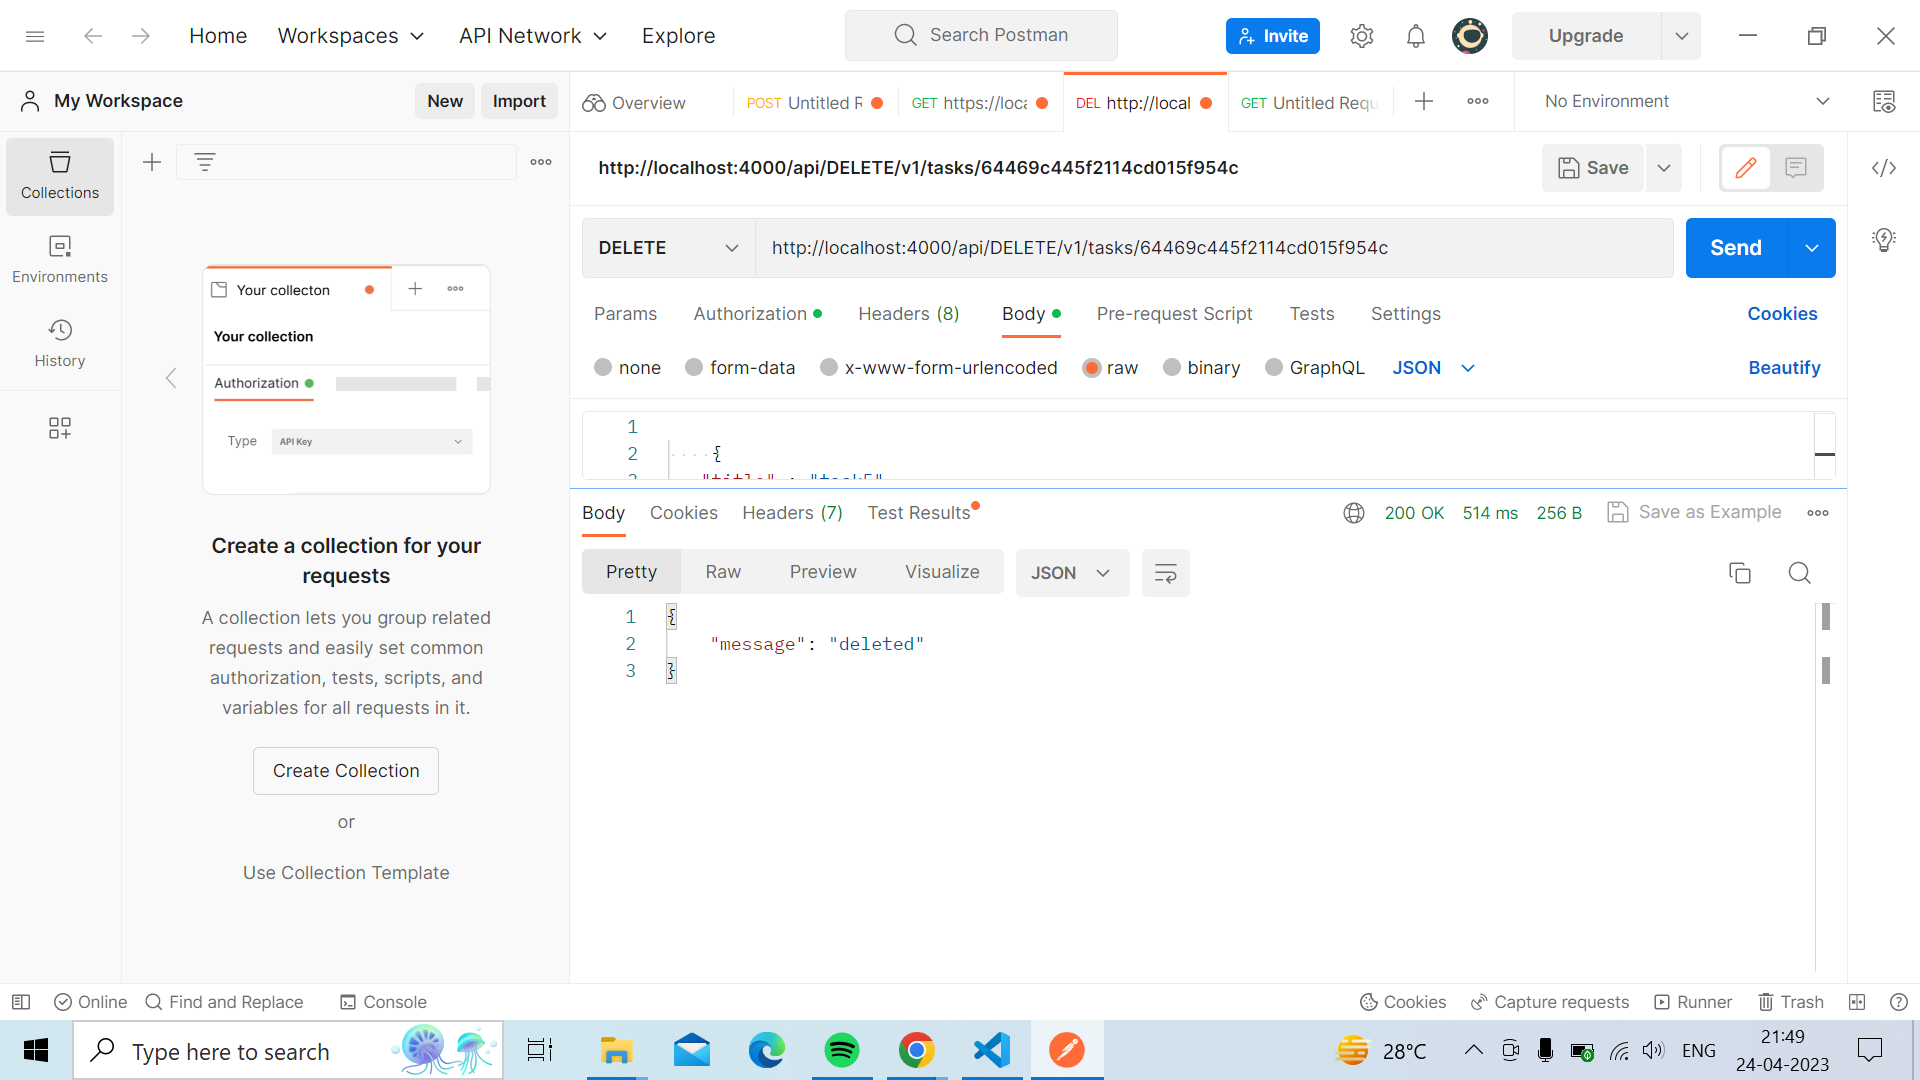 Home
Workspaces
API Network
Explore
Search Postman
Invite
Upgrade
My Workspace
New
Import
Overview
POST Untitled R
GET https://loca
DEL http://local
GET Untitled Requ
No Environment
Collections
Environments
History
Your collecton
Your collection
Authorization
Type
API Key
Create a collection for your
requests
A collection lets you group related
requests and easily set common
authorization, tests, scripts, and
variables for all requests in it.
Create Collection
or
Use Collection Template
http://localhost:4000/api/DELETE/v1/tasks/64469c445f2114cd015f954c
Save
DELETE
http://localhost:4000/api/DELETE/v1/tasks/64469c445f2114cd015f954c
Send
Params
Authorization
Headers (8)
Body
Pre-request Script
Tests
Settings
Cookies
none
form-data
x-www-form-urlencoded
raw
binary
GraphQL
JSON
Beautify
1
2 {
3 "title" : "task5"
Body
Cookies
Headers (7)
Test Results
200 OK
514 ms
256 B
Save as Example
Pretty
Raw
Preview
Visualize
JSON
1 {
2 "message": "deleted"
3 }
Online
Find and Replace
Console
Cookies
Capture requests
Runner
Trash
Type here to search
28°C
ENG
21:49
24-04-2023